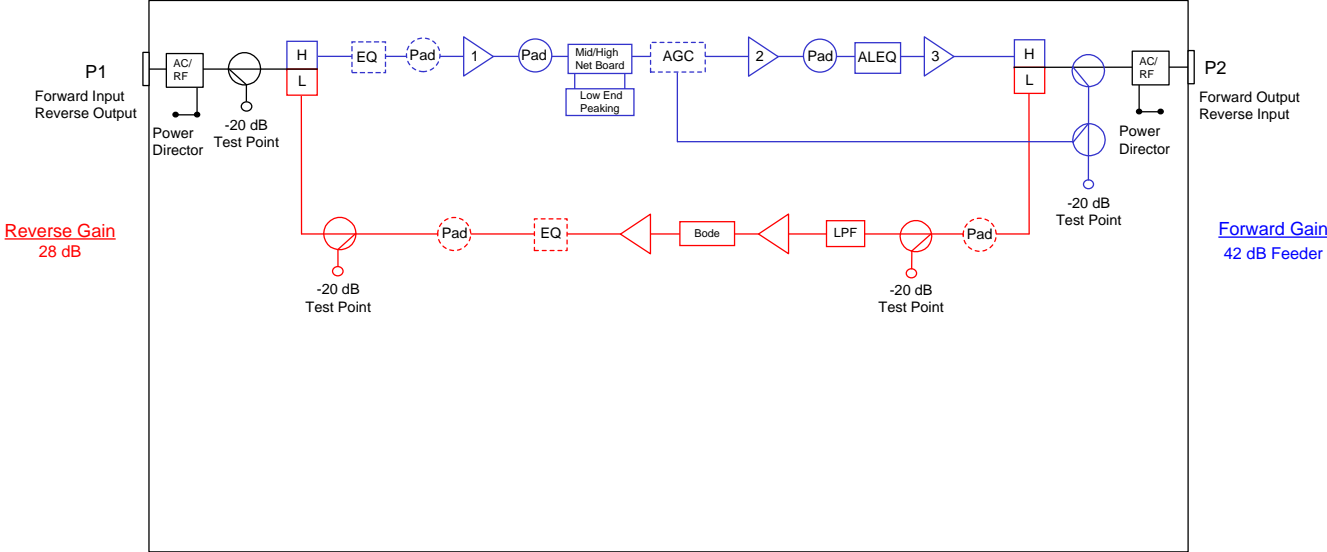 P1
Forward Input
Reverse Output
AC/
RF
Power
Director
-20 dB
Test Point
H
L
EQ
Pad
1
Pad
Mid/High
Net Board
Low End
Peaking
AGC
2
Pad
ALEQ
3
H
L
AC/
RF
Power
Director
P2
Forward Output
Reverse Input
-20 dB
Test Point
Reverse Gain
28 dB
Pad
EQ
Bode
LPF
Pad
-20 dB
Test Point
-20 dB
Test Point
Forward Gain
42 dB Feeder